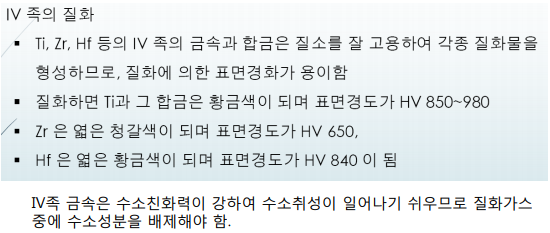 IV 족의 질화
▪ Ti, Zr, Hf 등의 IV 족의 금속과 합금은 질소를 잘 고용하여 각종 질화물을
형성하므로, 질화에 의한 표면경화가 용이함
▪ 질화하면 Ti과 그 합금은 황금색이 되며 표면경도가 HV 850~980
▪ Zr 은 엷은 청갈색이 되며 표면경도가 HV 650,
▪ Hf 은 엷은 황금색이 되며 표면경도가 HV 840 이 됨
IV족 금속은 수소친화력이 강하여 수소취성이 일어나기 쉬우므로 질화가스
중에 수소성분을 배제해야 함.